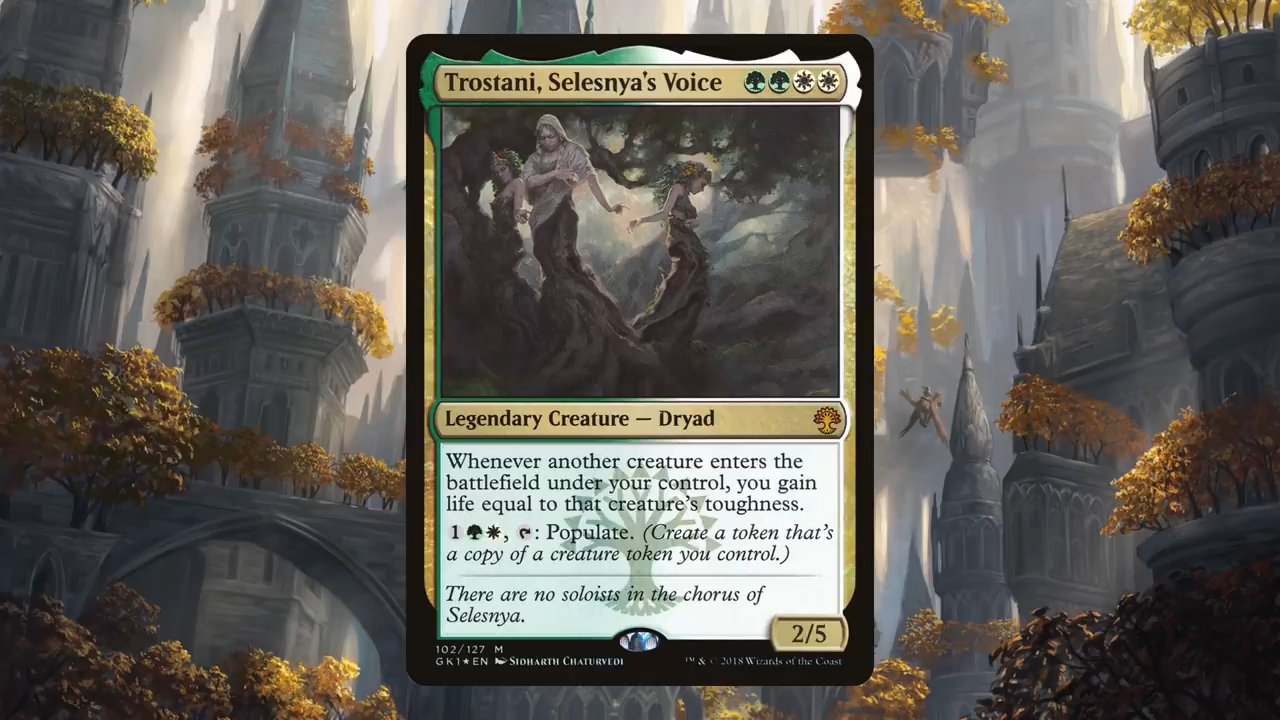 Trostani, Selesnya's Voice
Legendary Creature — Dryad
Whenever another creature enters the
battlefield under your control, you gain
life equal to that creature's toughness.
1, : Populate. (Create a token that's
a copy of a creature token you control.)
There are no soloists in the chorus of
Selesnya.
2/5
102/127 M
GK1★EN Sidharth Chaturvedi
™ & © 2018 Wizards of the Coast